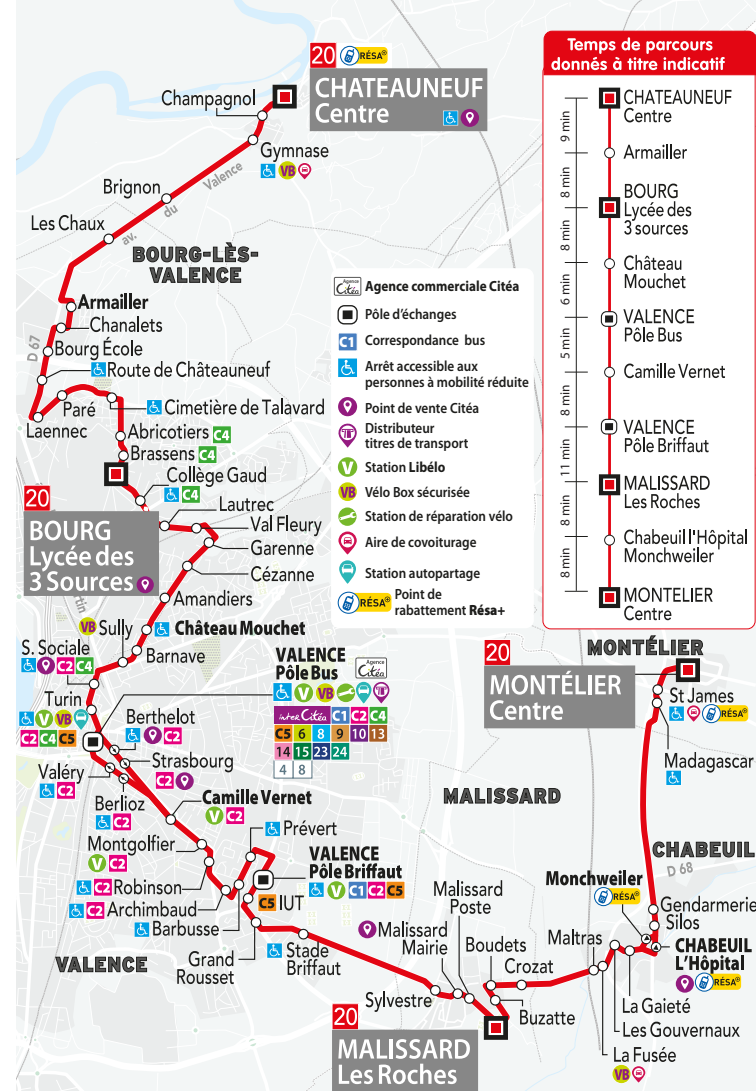 20 RÉSA+
CHATEAUNEUF
Centre
Champagnol
Gymnase
VB
Brignon
av. du Valence
Les Chaux
BOURG-LÈS-
VALENCE
Armailler
Chanalets
D 67
Bourg École
Route de Châteauneuf
Paré
Cimetière de Talavard
Laennec
Abricotiers C4
Brassens C4
Collège Gaud
C4
20
BOURG
Lycée des
3 Sources
Lautrec
Val Fleury
Garenne
Cézanne
Amandiers
VB Sully
Château Mouchet
Barnave
S. Sociale
C2 C4
Turin
V VB
C2 C4 C5
VALENCE
Pôle Bus
Agence
Citéa
V VB
interCitéa C1 C2 C4
C5 6 8 9 10 13
14 15 23 24
4 8
Berthelot
C2
Strasbourg
C2
Valéry
C2
Berlioz
C2
Camille Vernet
V C2
Montgolfier
V C2
Prévert
C2 Robinson
C2 Archimbaud
Barbusse
VALENCE
Pôle Briffaut
V C1 C2 C5
C5 IUT
Grand
Rousset
Stade
Briffaut
VALENCE
Malissard
Poste
Malissard
Mairie
Sylvestre
20
MALISSARD
Les Roches
Boudets
Crozat
Buzatte
Maltras
MALISSARD
La Gaieté
Les Gouvernaux
La Fusée
VB
Monchweiler
RÉSA+
CHABEUIL
L'Hôpital
RÉSA+
Gendarmerie
Silos
D 68
CHABEUIL
Madagascar
St James
RÉSA+
MONTÉLIER
20
MONTÉLIER
Centre
Agence
Citéa
Agence commerciale Citéa
Pôle d'échanges
C1 Correspondance bus
Arrêt accessible aux
personnes à mobilité réduite
Point de vente Citéa
Distributeur
titres de transport
V Station Libélo
VB Vélo Box sécurisée
Station de réparation vélo
Aire de covoiturage
Station autopartage
RÉSA+ Point de
rabattement Résa+
Temps de parcours
donnés à titre indicatif
CHATEAUNEUF
Centre
9 min
Armailler
8 min
BOURG
Lycée des
3 sources
8 min
Château
Mouchet
6 min
VALENCE
Pôle Bus
5 min
Camille Vernet
8 min
VALENCE
Pôle Briffaut
11 min
MALISSARD
Les Roches
8 min
Chabeuil l'Hôpital
Monchweiler
8 min
MONTELIER
Centre